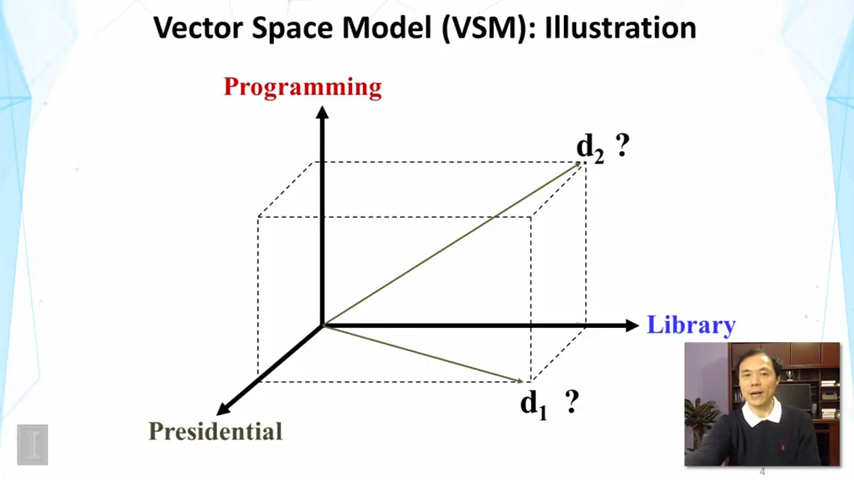 Vector Space Model (VSM): Illustration
Programming
d2 ?
Library
d1 ?
Presidential
4